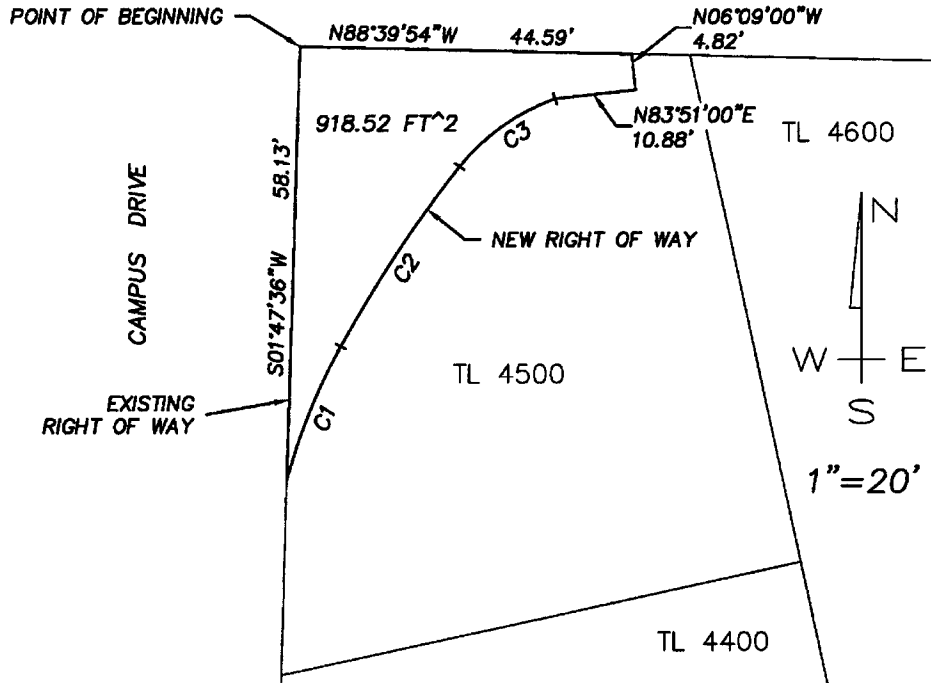 POINT OF BEGINNING
N88°39'54"W 44.59'
N06°09'00"W
4.82'
918.52 FT^2
C3
N83°51'00"E
10.88'
TL 4600
CAMPUS DRIVE
S01°47'36"W 58.13'
N
NEW RIGHT OF WAY
C2
W E
S
TL 4500
EXISTING
RIGHT OF WAY
C1
1"=20'
TL 4400